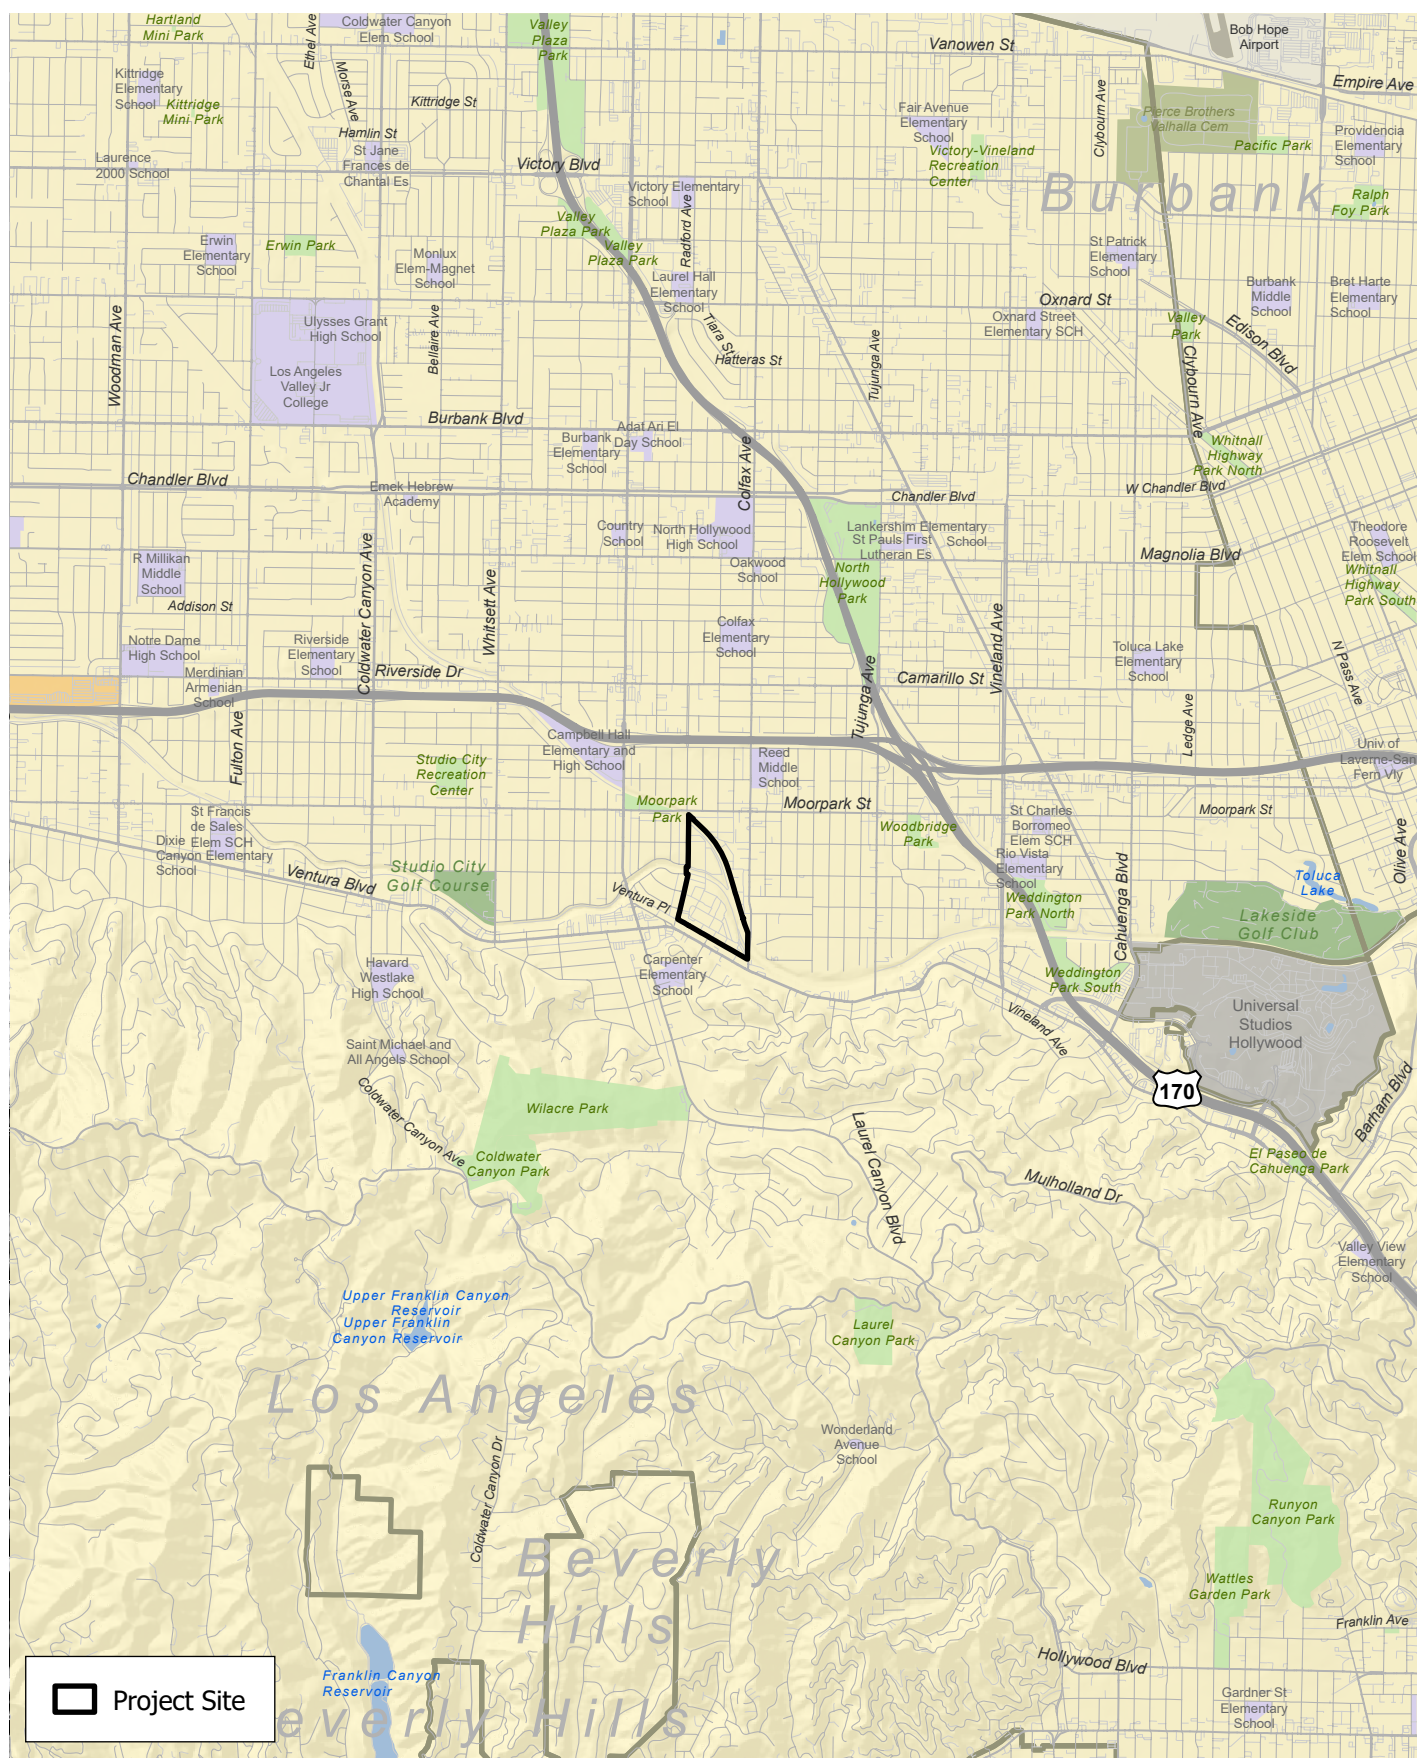 Hartland
Mini Park
Ethel Ave
Coldwater Canyon
Elem School
Valley
Plaza
Park
Vanowen St
Bob Hope
Airport
Kittridge
Elementary
School
Kittridge
Mini Park
Morse Ave
Kittridge St
Hamlin St
Fair Avenue
Elementary
School
Clybourn Ave
Pierce Brothers
Valhalla Cem
Empire Ave
Providencia
Elementary
School
Pacific Park
Laurence
2000 School
St Jane
Frances de
Chantal Es
Victory Blvd
Victory-Vineland
Recreation
Center
Burbank
Ralph
Foy Park
Victory Elementary
School
Radford Ave
Valley
Plaza Park
Valley
Plaza Park
Erwin
Elementary
School
Erwin Park
Monlux
Elem-Magnet
School
Laurel Hall
Elementary
School
St Patrick
Elementary
School
Burbank
Middle
School
Bret Harte
Elementary
School
Oxnard St
Oxnard Street
Elementary SCH
Valley
Park
Edison Blvd
Woodman Ave
Ulysses Grant
High School
Bellaire Ave
Tiara St
Hatteras St
Tujunga Ave
Clybourn Ave
Los Angeles
Valley Jr
College
Burbank Blvd
Adat Ari El
Day School
Burbank
Elementary
School
Colfax Ave
Whitnall
Highway
Park North
Chandler Blvd
Emek Hebrew
Academy
Chandler Blvd
W Chandler Blvd
Country
School
North Hollywood
High School
Lankershim Elementary
School
St Pauls First
Lutheran Es
Theodore
Roosevelt
Elem School
Magnolia Blvd
R Millikan
Middle
School
Coldwater Canyon Ave
Whitsett Ave
Oakwood
School
North
Hollywood
Park
Whitnall
Highway
Park South
Addison St
Colfax
Elementary
School
Vineland Ave
Notre Dame
High School
Riverside
Elementary
School
Riverside Dr
Toluca Lake
Elementary
School
N Pass Ave
Merdinian
Armenian
School
Camarillo St
Tujunga Ave
Ledge Ave
Fulton Ave
Campbell Hall
Elementary and
High School
Reed
Middle
School
Univ of
Laverne-San
Fern Vly
Studio City
Recreation
Center
Moorpark
Park
Moorpark St
Moorpark St
St Francis
de Sales
Elem SCH
Dixie
Canyon Elementary
School
Woodbridge
Park
St Charles
Borromeo
Elem SCH
Olive Ave
Ventura Blvd
Studio City
Golf Course
Ventura Pl
Rio Vista
Elementary
School
Cahuenga Blvd
Toluca
Lake
Weddington
Park North
Lakeside
Golf Club
Havard
Westlake
High School
Carpenter
Elementary
School
Weddington
Park South
Universal
Studios
Hollywood
Vineland Ave
Saint Michael and
All Angels School
Coldwater Canyon Ave
Wilacre Park
170
Barham Blvd
Coldwater
Canyon Park
Laurel Canyon Blvd
El Paseo de
Cahuenga Park
Mulholland Dr
Valley View
Elementary
School
Upper Franklin Canyon
Reservoir
Upper Franklin
Canyon Reservoir
Laurel
Canyon Park
Los Angeles
Wonderland
Avenue
School
Coldwater Canyon Dr
Runyon
Canyon Park
Beverly
Hills
Wattles
Garden Park
Franklin Ave
Hollywood Blvd
Franklin Canyon
Reservoir
Gardner St
Elementary
School
everly Hills
Project Site